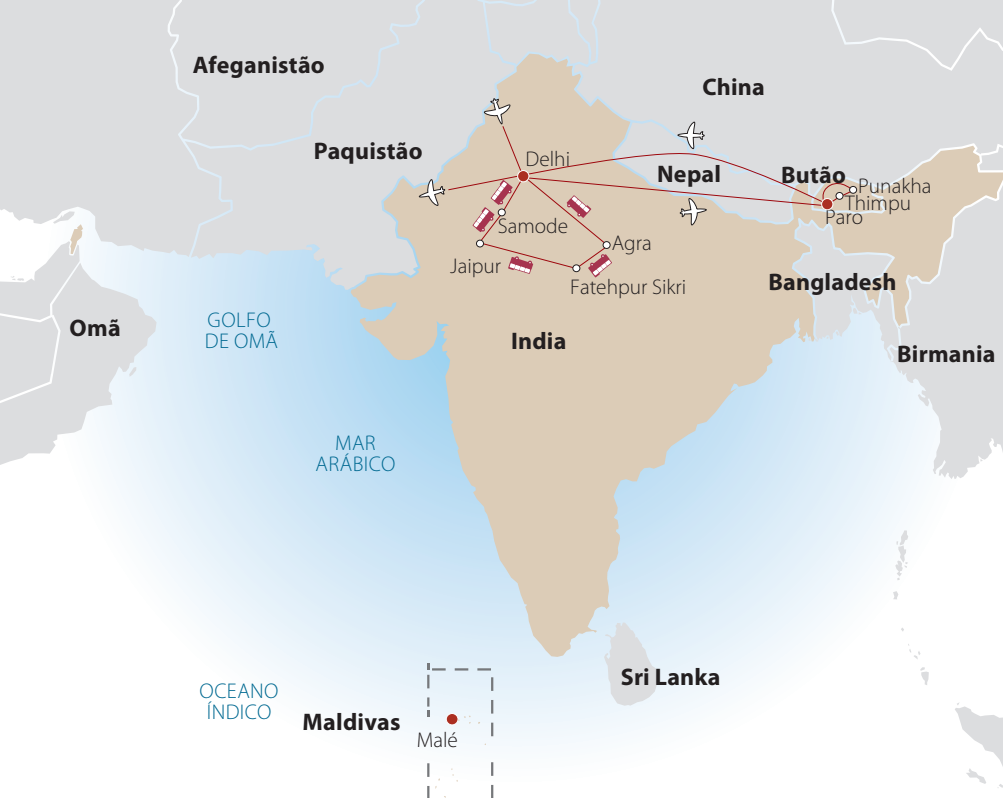 Afeganistão
China
Paquistão
Delhi
Nepal
Butão
Punakha
Thimpu
Paro
Samode
Agra
Jaipur
Fatehpur Sikri
Bangladesh
Omã
GOLFO
DE OMÃ
India
Birmania
MAR
ARÁBICO
Sri Lanka
OCEANO
ÍNDICO
Maldivas
Malé